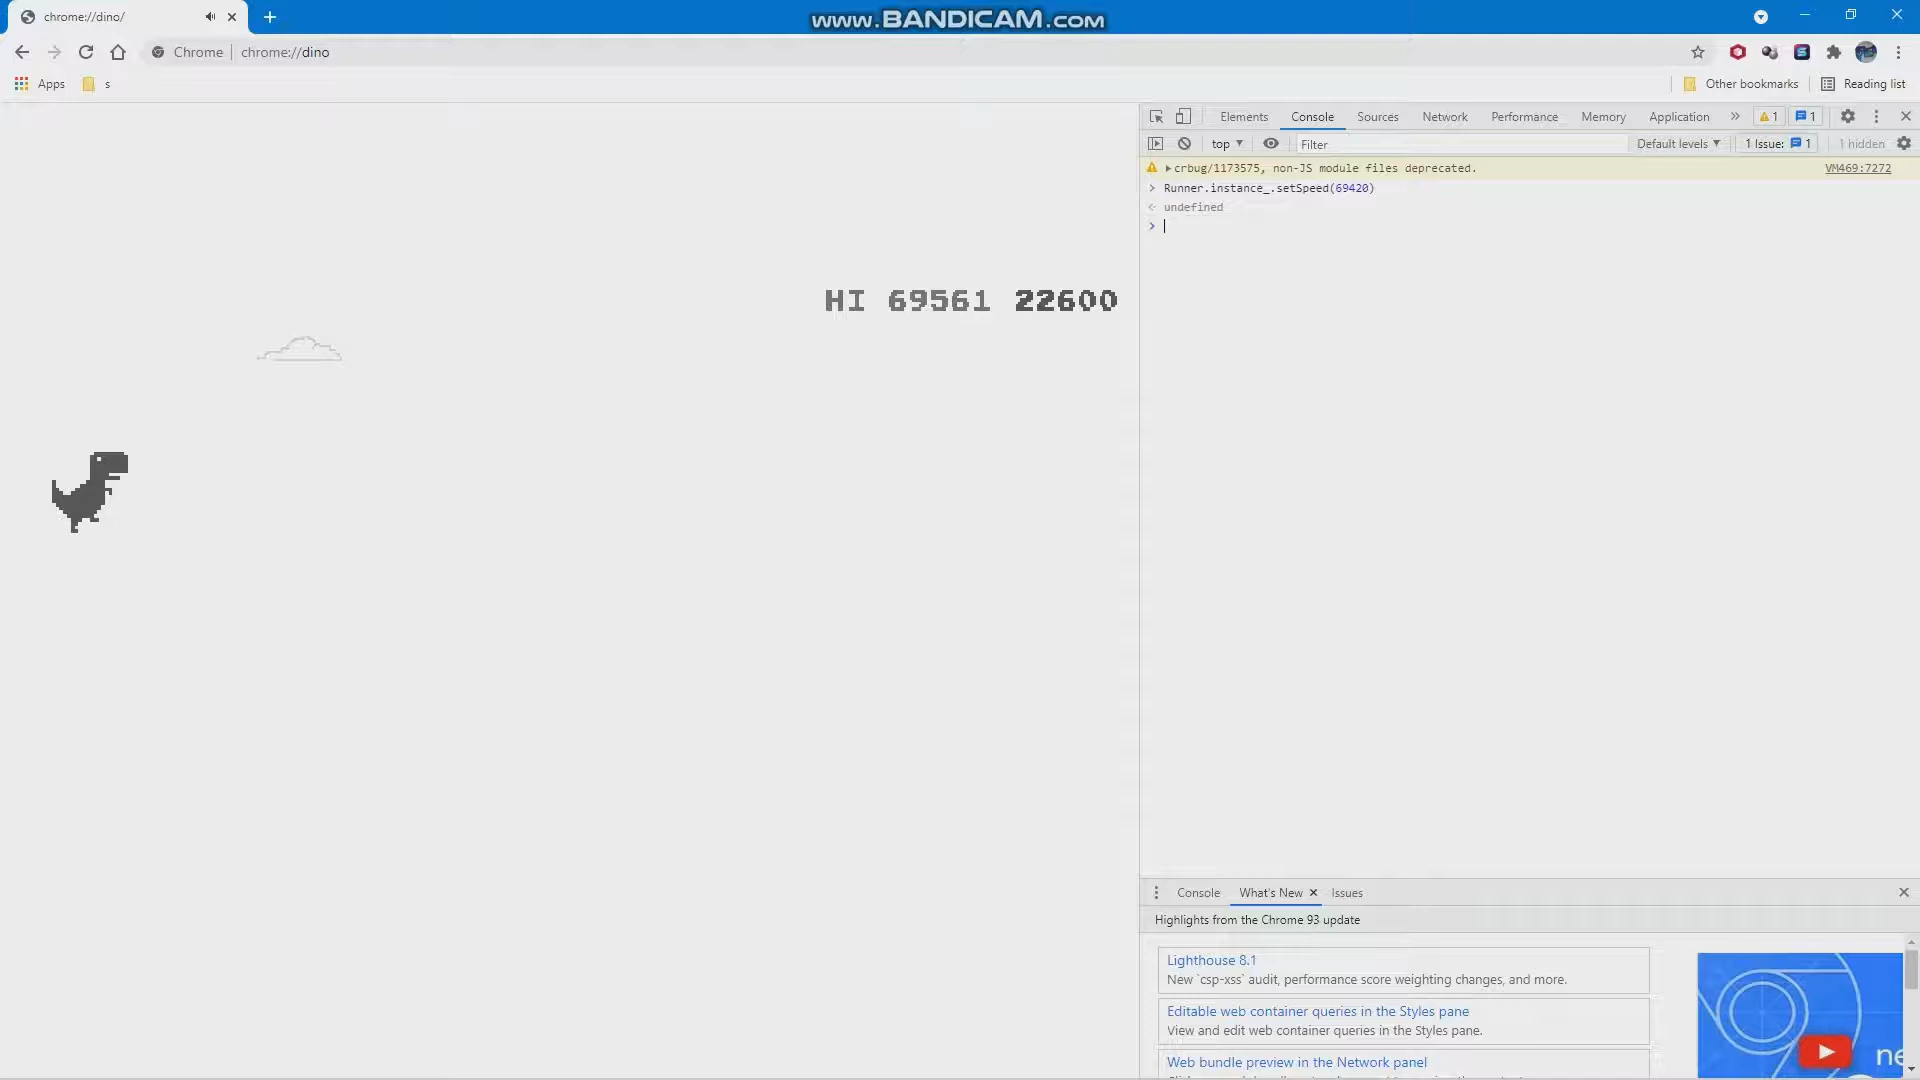 chrome://dino/
www.BANDICAM.com
Chrome | chrome://dino
Apps s
Other bookmarks Reading list
Elements Console Sources Network Performance Memory Application » 1 1
top Filter Default levels 1 Issue: 1 1 hidden
crbug/1173575, non-JS module files deprecated. VM469:7272
Runner.instance_.setSpeed(69420)
undefined
HI 69561 22600
Console What's New Issues
Highlights from the Chrome 93 update
Lighthouse 8.1
New `csp-xss` audit, performance score weighting changes, and more.
Editable web container queries in the Styles pane
View and edit web container queries in the Styles pane.
Web bundle preview in the Network panel
ne